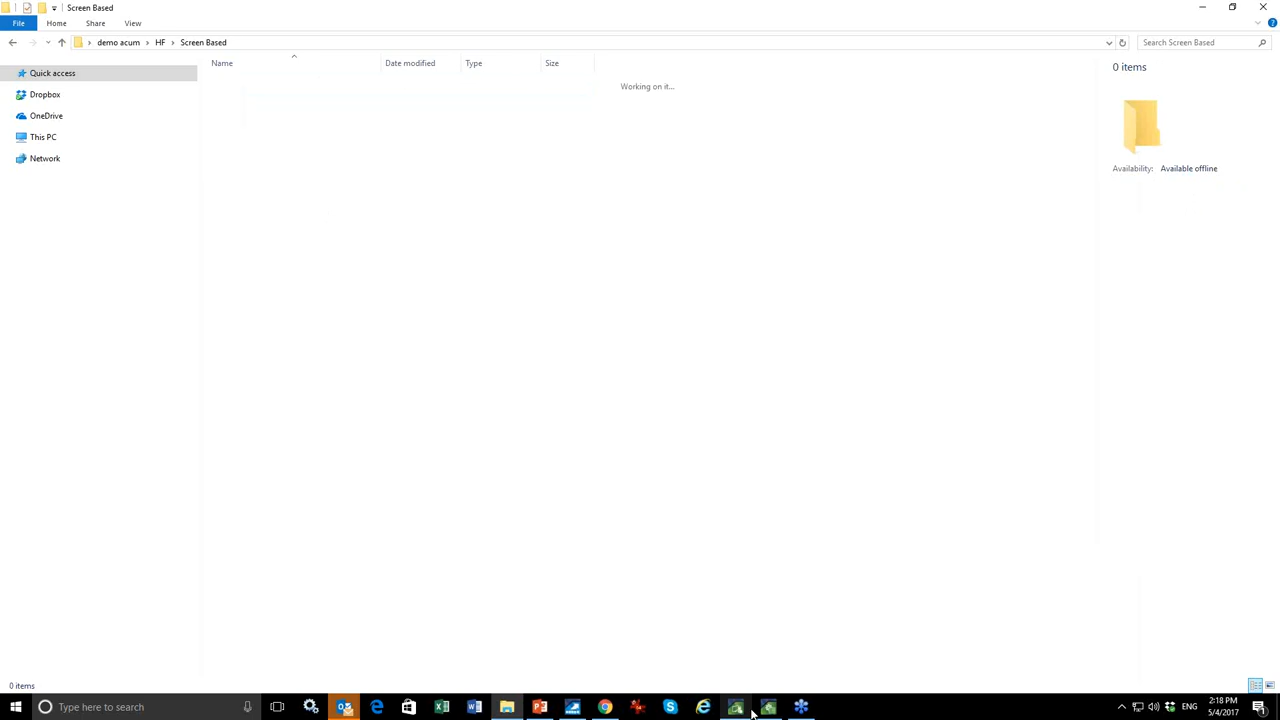 Screen Based
File Home Share View
demo acum HF Screen Based Search Screen Based
Name Date modified Type Size
Working on it...
0 items
Availability: Available offline
Quick access
Dropbox
OneDrive
This PC
Network
0 items
Type here to search
ENG
2:18 PM
5/4/2017